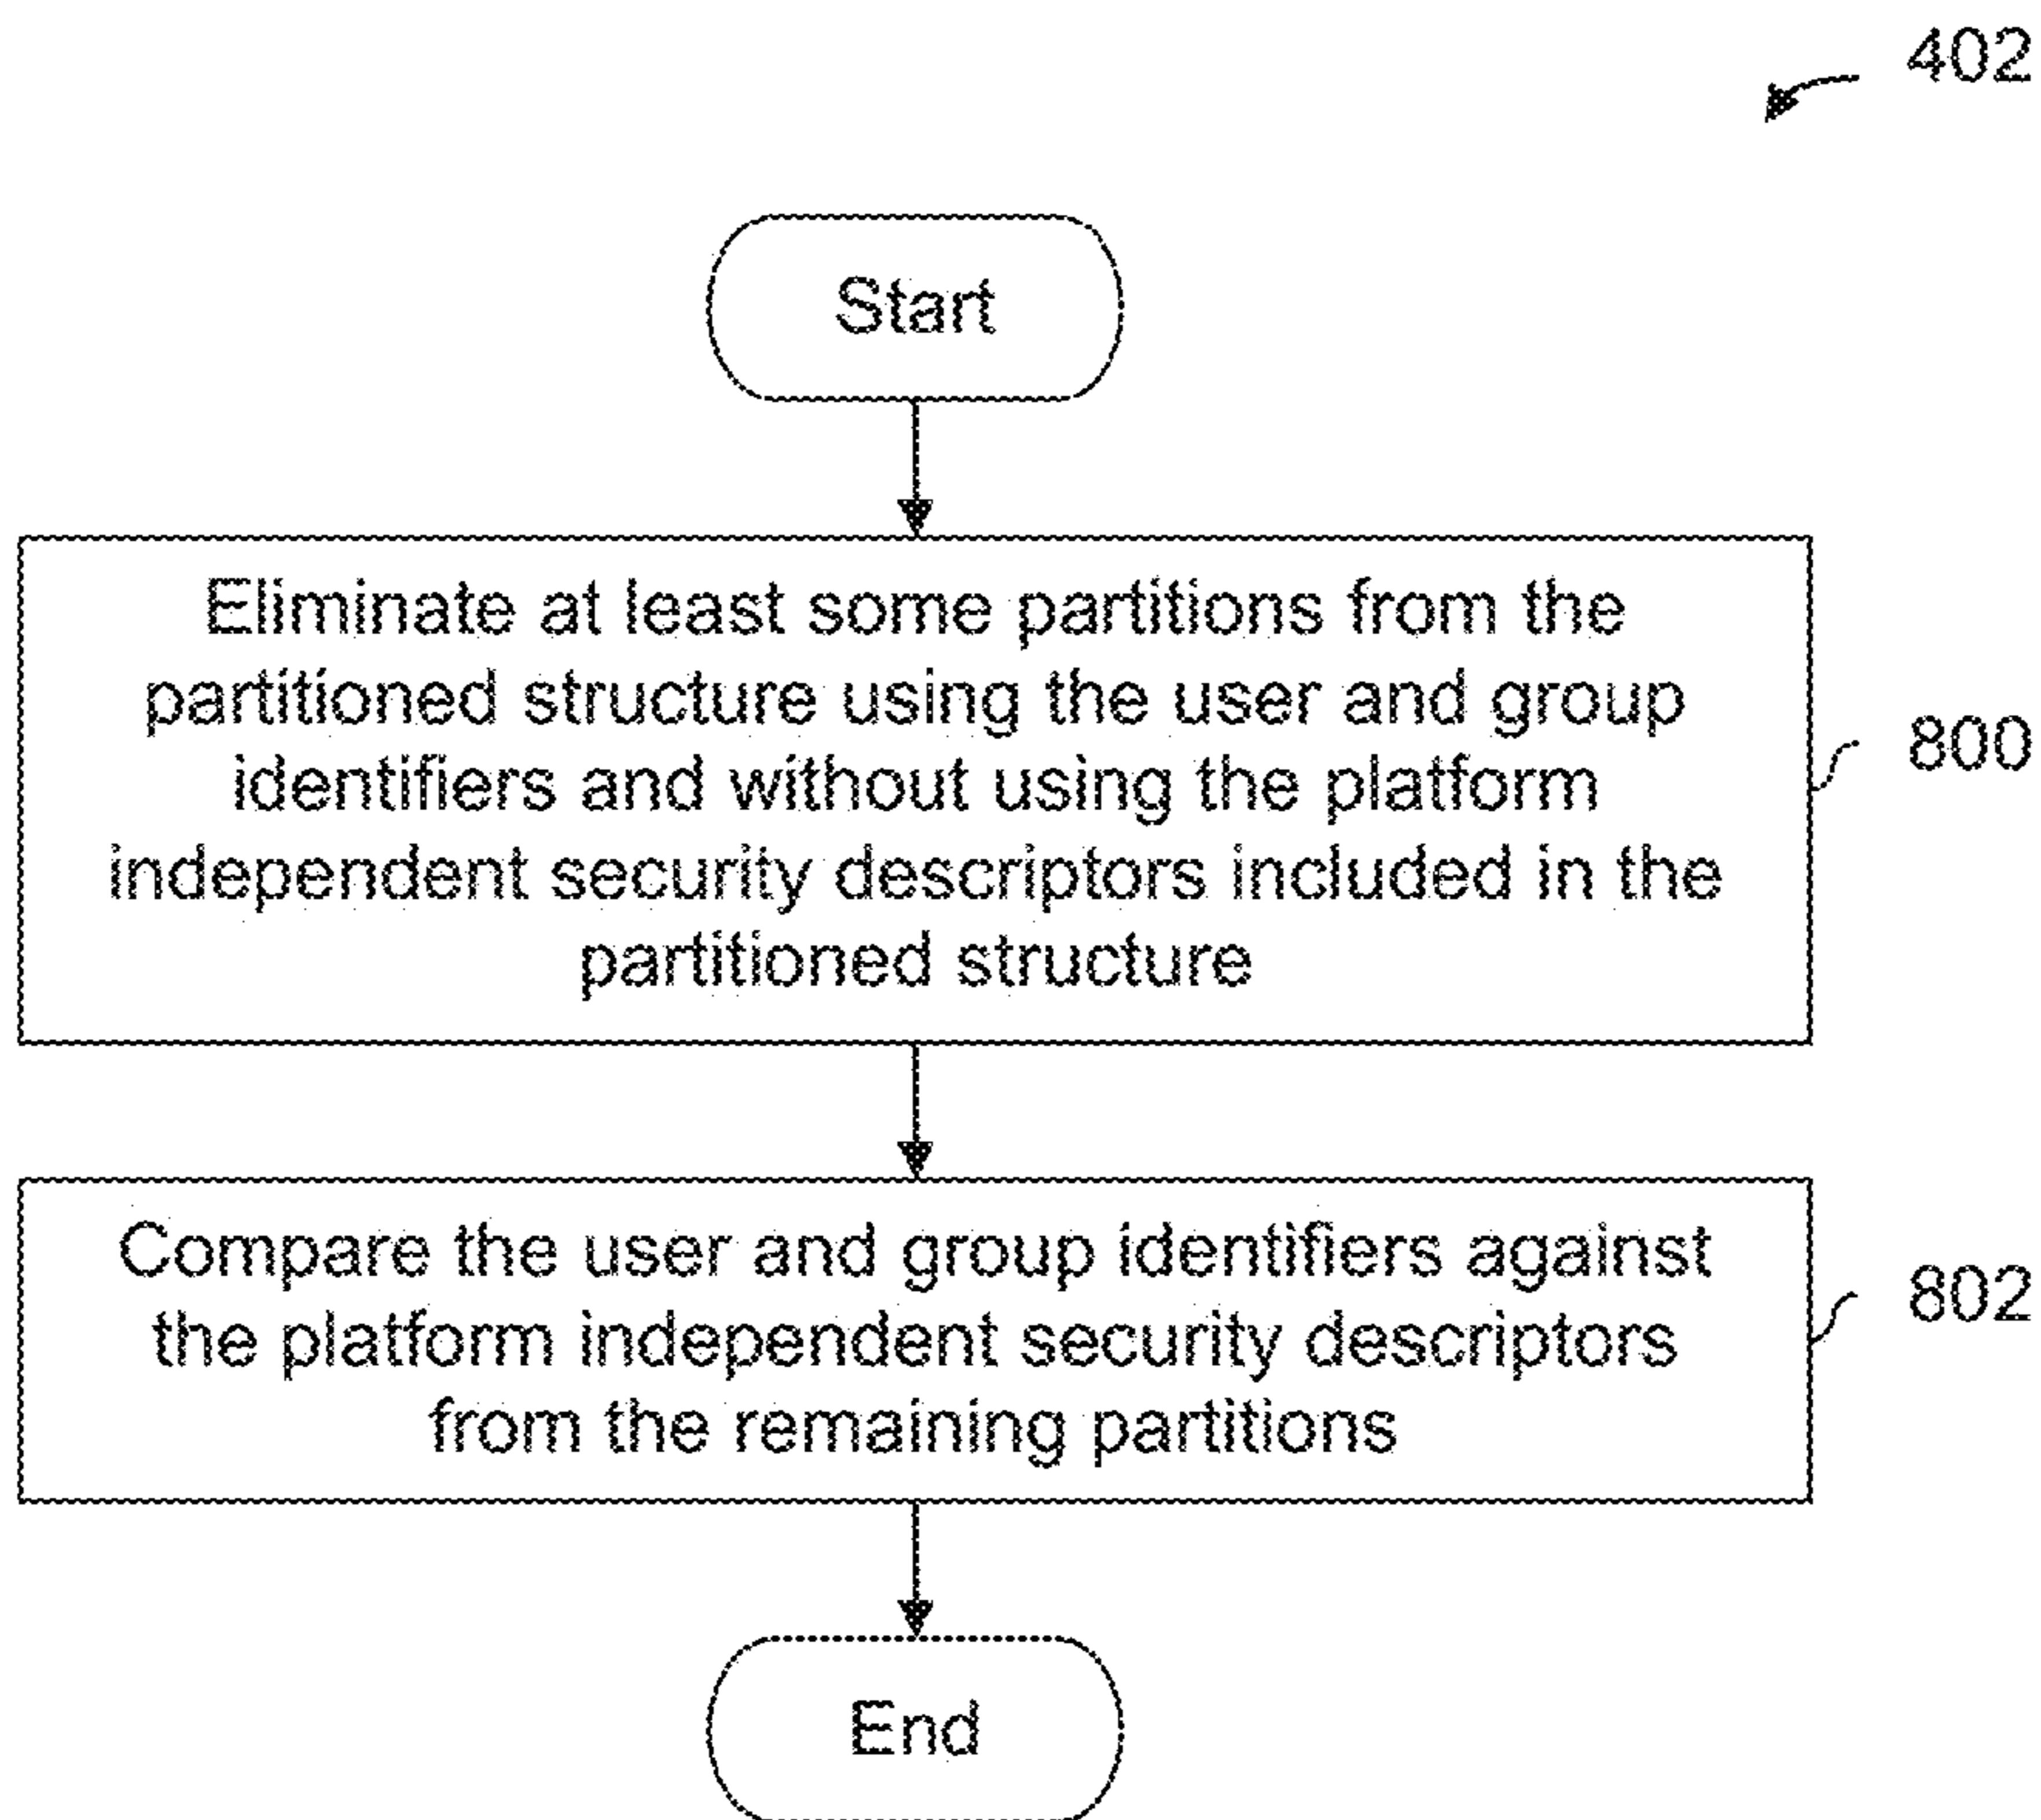 402
Start
Eliminate at least some partitions from the
partitioned structure using the user and group
identifiers and without using the platform
independent security descriptors included in the
partitioned structure
800
Compare the user and group identifiers against
the platform independent security descriptors
from the remaining partitions
802
End